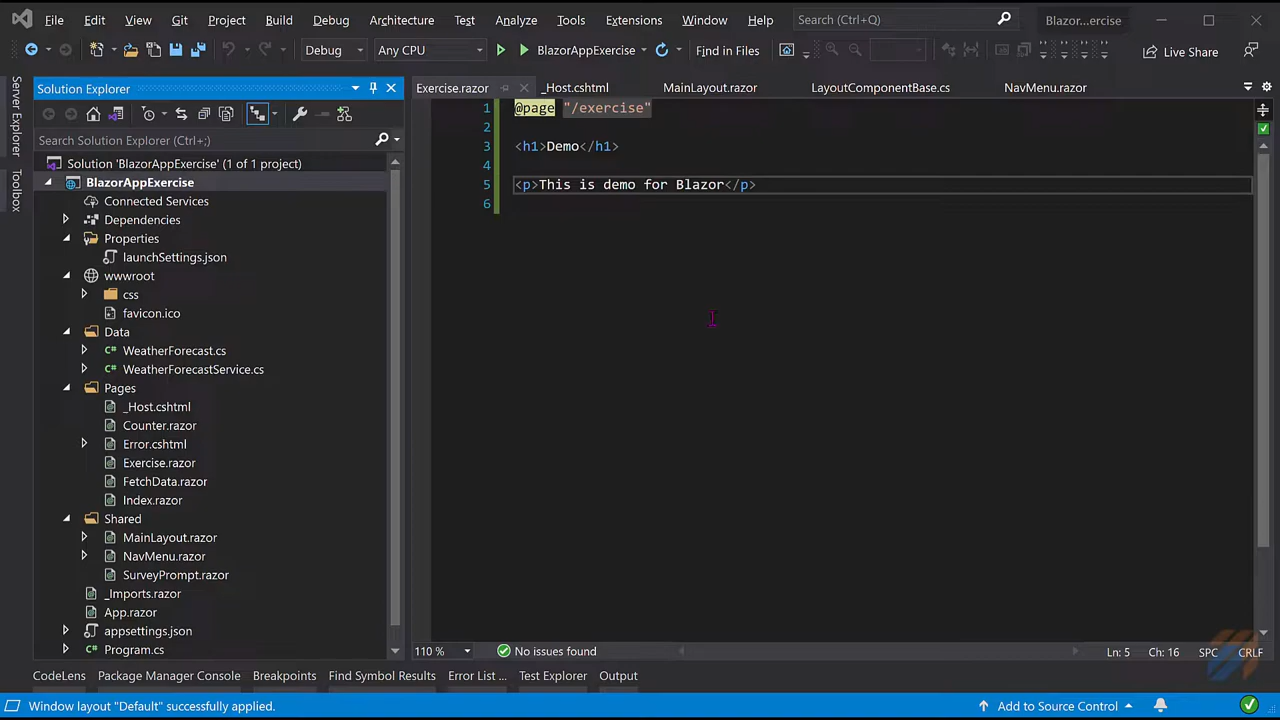 File Edit View Git Project Build Debug Architecture Test Analyze Tools Extensions Window Help Search (Ctrl+Q) Blazor...ercise
Debug Any CPU BlazorAppExercise Find in Files Live Share
Server Explorer
Toolbox
Solution Explorer
Search Solution Explorer (Ctrl+;)
Solution 'BlazorAppExercise' (1 of 1 project)
BlazorAppExercise
Connected Services
Dependencies
Properties
launchSettings.json
wwwroot
css
favicon.ico
Data
WeatherForecast.cs
WeatherForecastService.cs
Pages
_Host.cshtml
Counter.razor
Error.cshtml
Exercise.razor
FetchData.razor
Index.razor
Shared
MainLayout.razor
NavMenu.razor
SurveyPrompt.razor
_Imports.razor
App.razor
appsettings.json
Program.cs
Exercise.razor _Host.cshtml MainLayout.razor LayoutComponentBase.cs NavMenu.razor
1 @page "/exercise"
2
3 <h1>Demo</h1>
4
5 <p>This is demo for Blazor</p>
6
110 % No issues found Ln: 5 Ch: 16 SPC CRLF
CodeLens Package Manager Console Breakpoints Find Symbol Results Error List ... Test Explorer Output
Window layout "Default" successfully applied. Add to Source Control